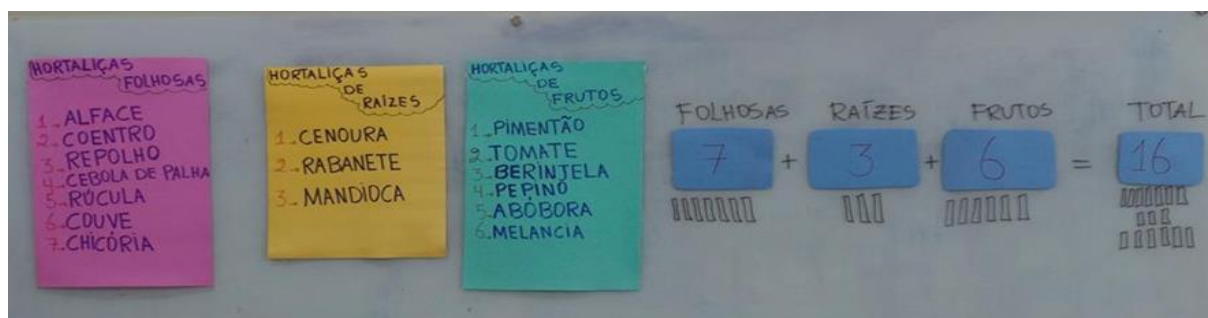 HORTALIÇAS
FOLHOSAS
1-ALFACE
2-COENTRO
3-REPOLHO
4-CEBOLA DE PALHA
5-RÚCULA
6-COUVE
7-CHICÓRIA
HORTALIÇAS
DE
RAÍZES
1-CENOURA
2-RABANETE
3-MANDIOCA
HORTALIÇAS
DE
FRUTOS
1-PIMENTÃO
2-TOMATE
3-BERINJELA
4-PEPINO
5-ABÓBORA
6-MELANCIA
FOLHOSAS RAÍZES FRUTOS TOTAL
7 + 3 + 6 = 16